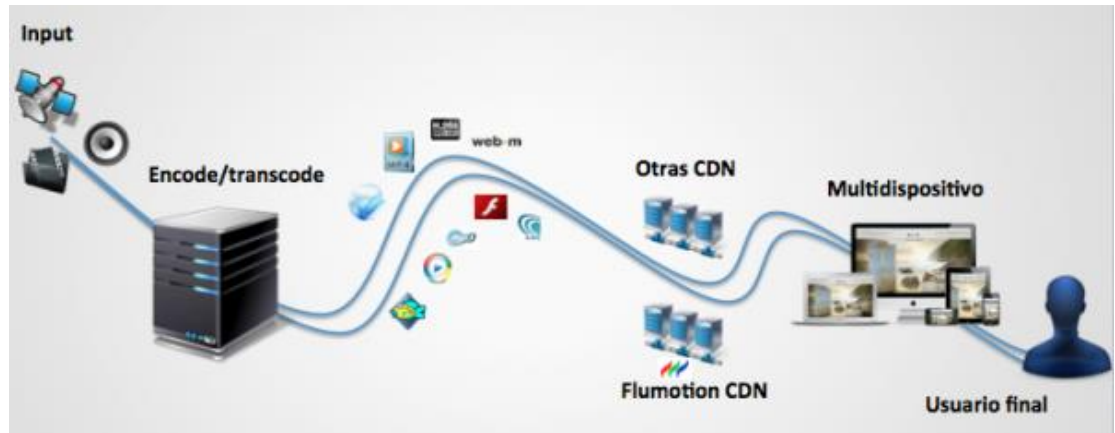 Input
Encode/transcode
web-m
Otras CDN
Multidispositivo
Flumotion CDN
Usuario final